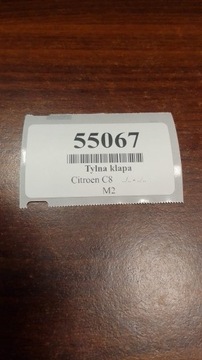 55067
Tylna klapa
Citroen C8
M2